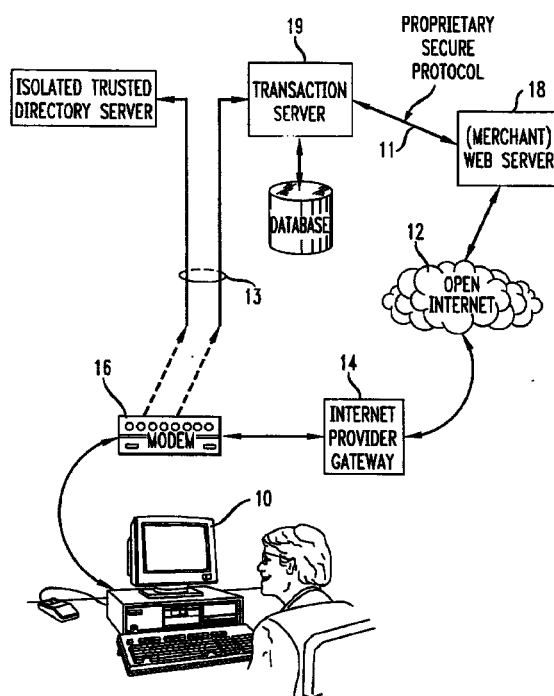 19
PROPRIETARY
SECURE
PROTOCOL
ISOLATED TRUSTED
DIRECTORY SERVER
TRANSACTION
SERVER
18
11
(MERCHANT)
WEB SERVER
DATABASE
12
OPEN
INTERNET
13
16
MODEM
14
INTERNET
PROVIDER
GATEWAY
10